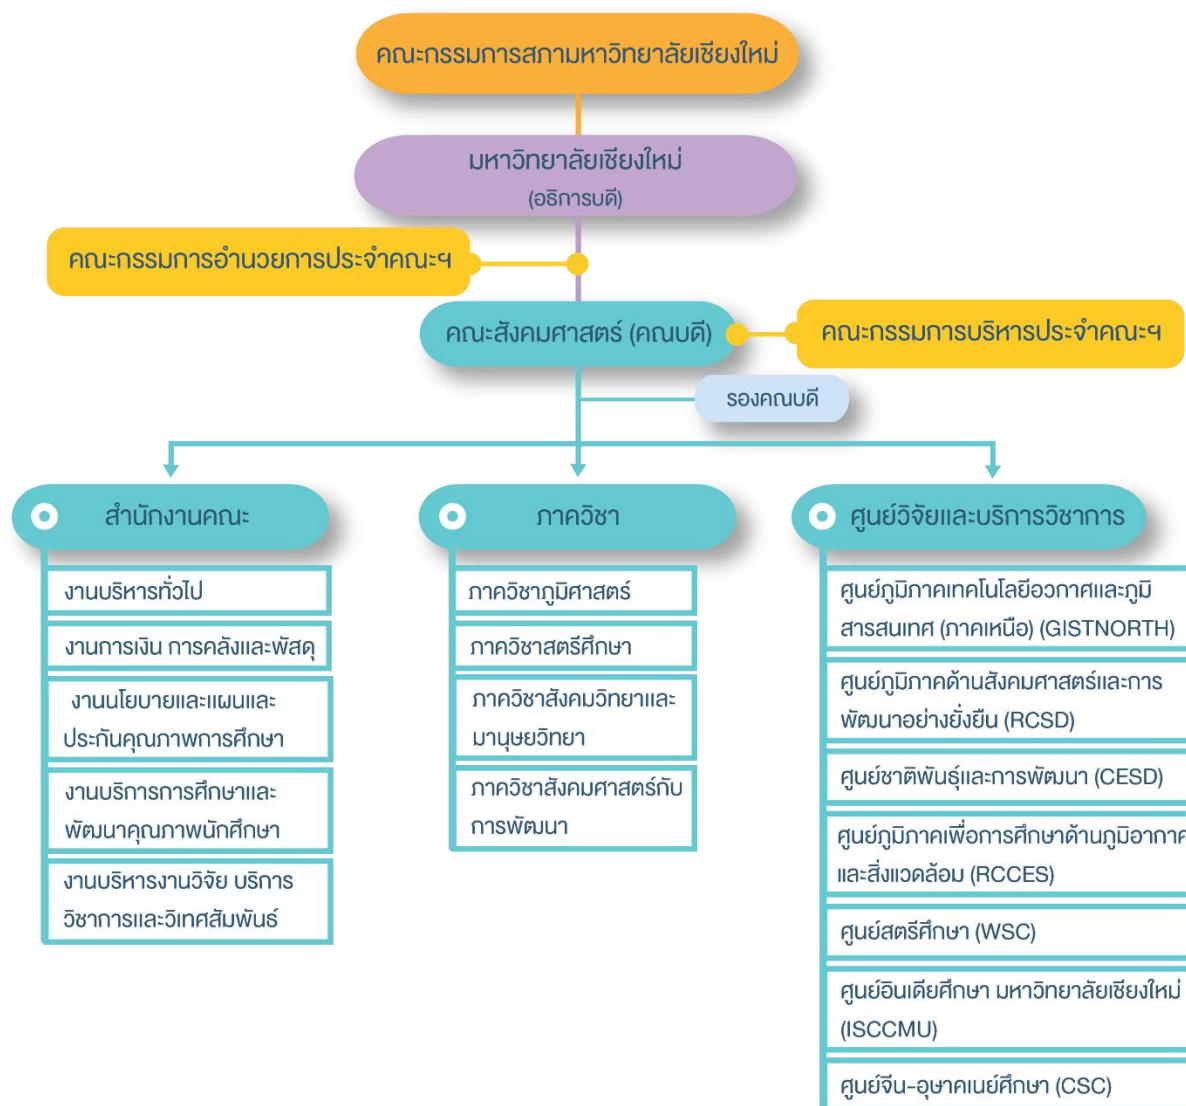 คณะกรรมการสภามหาวิทยาลัยเชียงใหม่
มหาวิทยาลัยเชียงใหม่
(อธิการบดี)
คณะกรรมการอำนวยการประจำคณะฯ
คณะสังคมศาสตร์ (คณบดี)
คณะกรรมการบริหารประจำคณะฯ
รองคณบดี
สำนักงานคณะ
งานบริหารทั่วไป
งานการเงิน การคลังและพัสดุ
งานนโยบายและแผนและ
ประกันคุณภาพการศึกษา
งานบริการการศึกษาและ
พัฒนาคุณภาพนักศึกษา
งานบริหารงานวิจัย บริการ
วิชาการและวิเทศสัมพันธ์
ภาควิชา
ภาควิชาภูมิศาสตร์
ภาควิชาสตรีศึกษา
ภาควิชาสังคมวิทยาและ
มานุษยวิทยา
ภาควิชาสังคมศาสตร์กับ
การพัฒนา
ศูนย์วิจัยและบริการวิชาการ
ศูนย์ภูมิภาคเทคโนโลยีอวกาศและภูมิ
สารสนเทศ (ภาคเหนือ) (GISTNORTH)
ศูนย์ภูมิภาคด้านสังคมศาสตร์และการ
พัฒนาอย่างยั่งยืน (RCSD)
ศูนย์ชาติพันธุ์และการพัฒนา (CESD)
ศูนย์ภูมิภาคเพื่อการศึกษาด้านภูมิอากาศ
และสิ่งแวดล้อม (RCCES)
ศูนย์สตรีศึกษา (WSC)
ศูนย์อินเดียศึกษา มหาวิทยาลัยเชียงใหม่
(ISCCMU)
ศูนย์จีน-อุษาคเนย์ศึกษา (CSC)